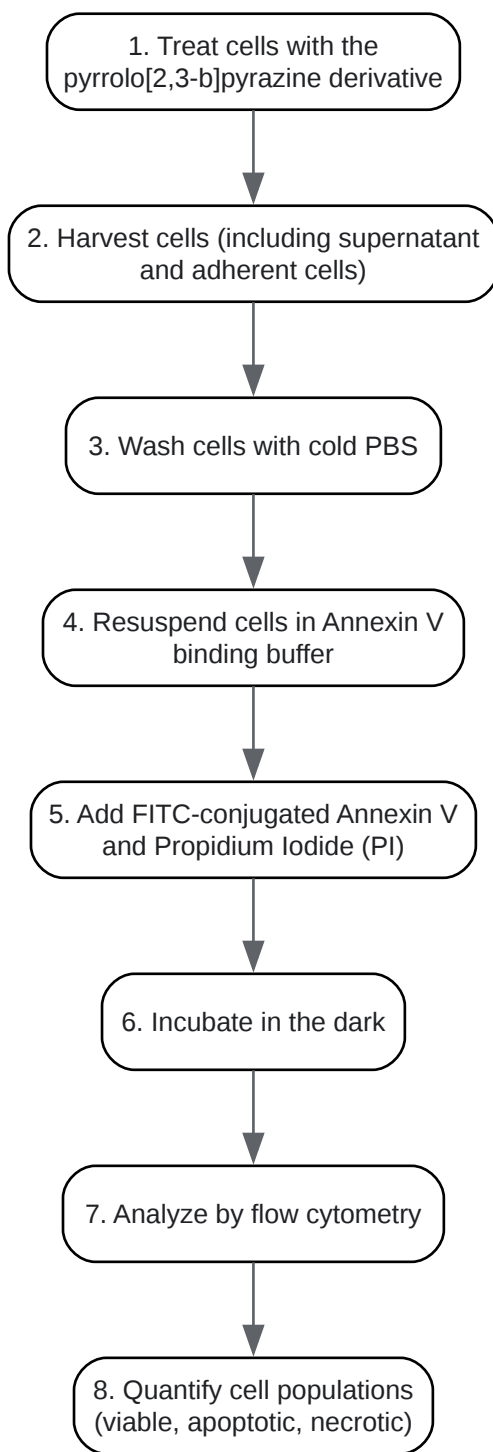 1. Treat cells with the
pyrrolo[2,3-b]pyrazine derivative
2. Harvest cells (including supernatant
and adherent cells)
3. Wash cells with cold PBS
4. Resuspend cells in Annexin V
binding buffer
5. Add FITC-conjugated Annexin V
and Propidium Iodide (PI)
6. Incubate in the dark
7. Analyze by flow cytometry
8. Quantify cell populations
(viable, apoptotic, necrotic)